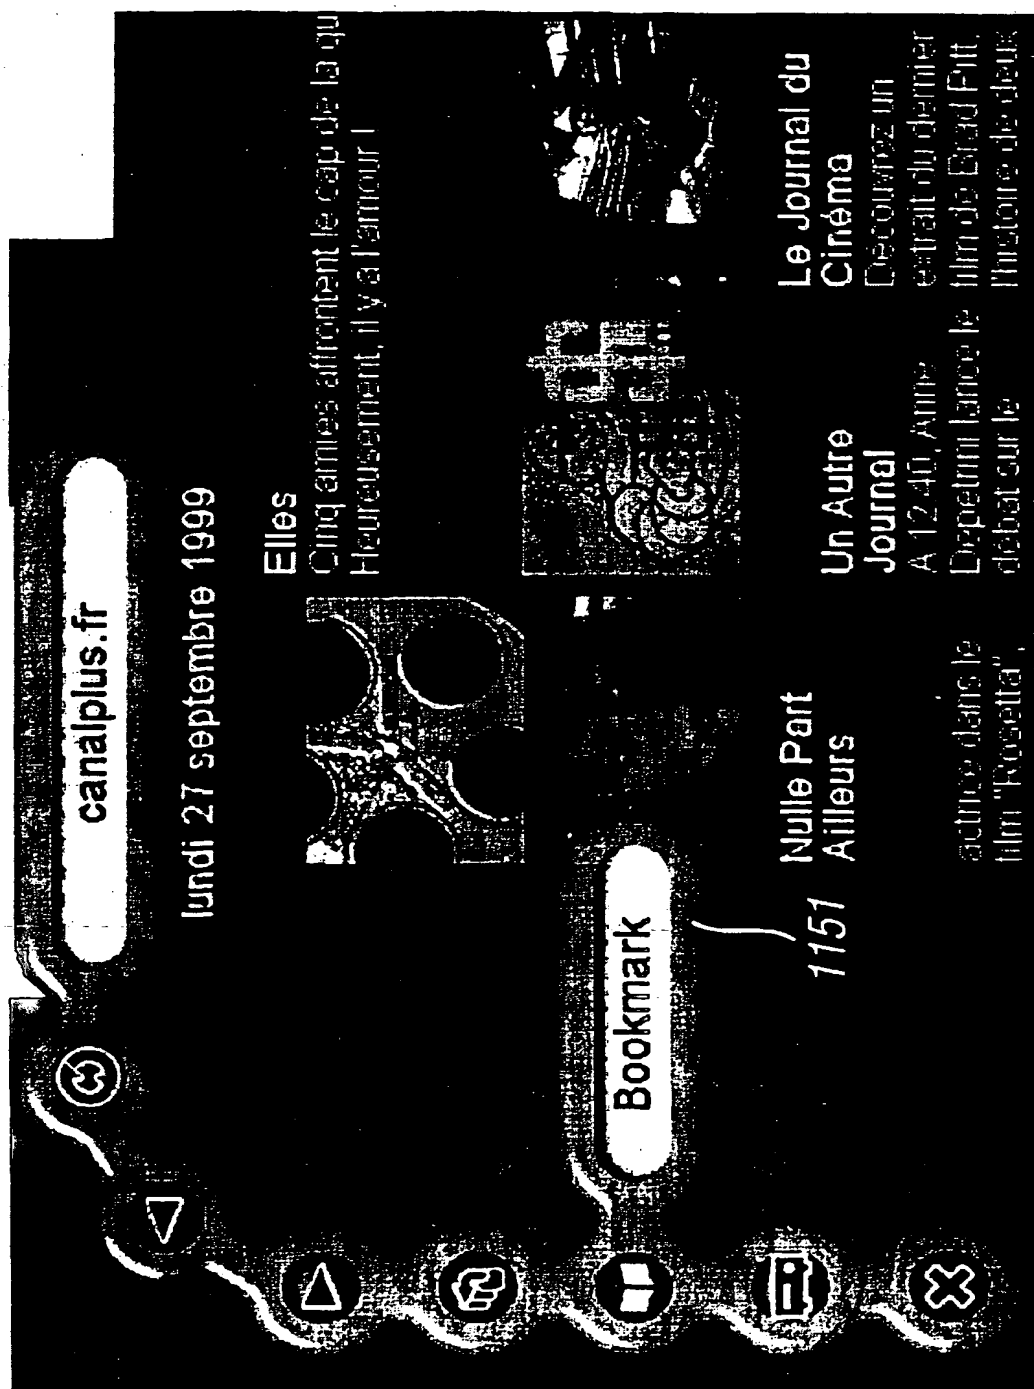 canalplus.fr
lundi 27 septembre 1999
Elles
Cinq amies affrontent le cap de la qu
Heureusement, il y a l'amour !
Bookmark
1151
Nulle Part
Ailleurs
actrice dans le
film "Rosetta",
Un Autre
Journal
A 12.40, Anne
Depetrini lance le
débat sur le
Le Journal du
Cinéma
Découvrez un
extrait du dernier
film de Brad Pitt,
l'histoire de deux